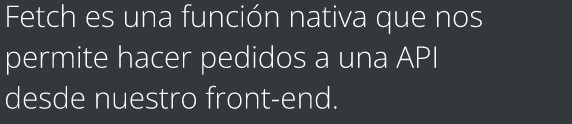 Fetch es una función nativa que nos
permite hacer pedidos a una API
desde nuestro front-end.